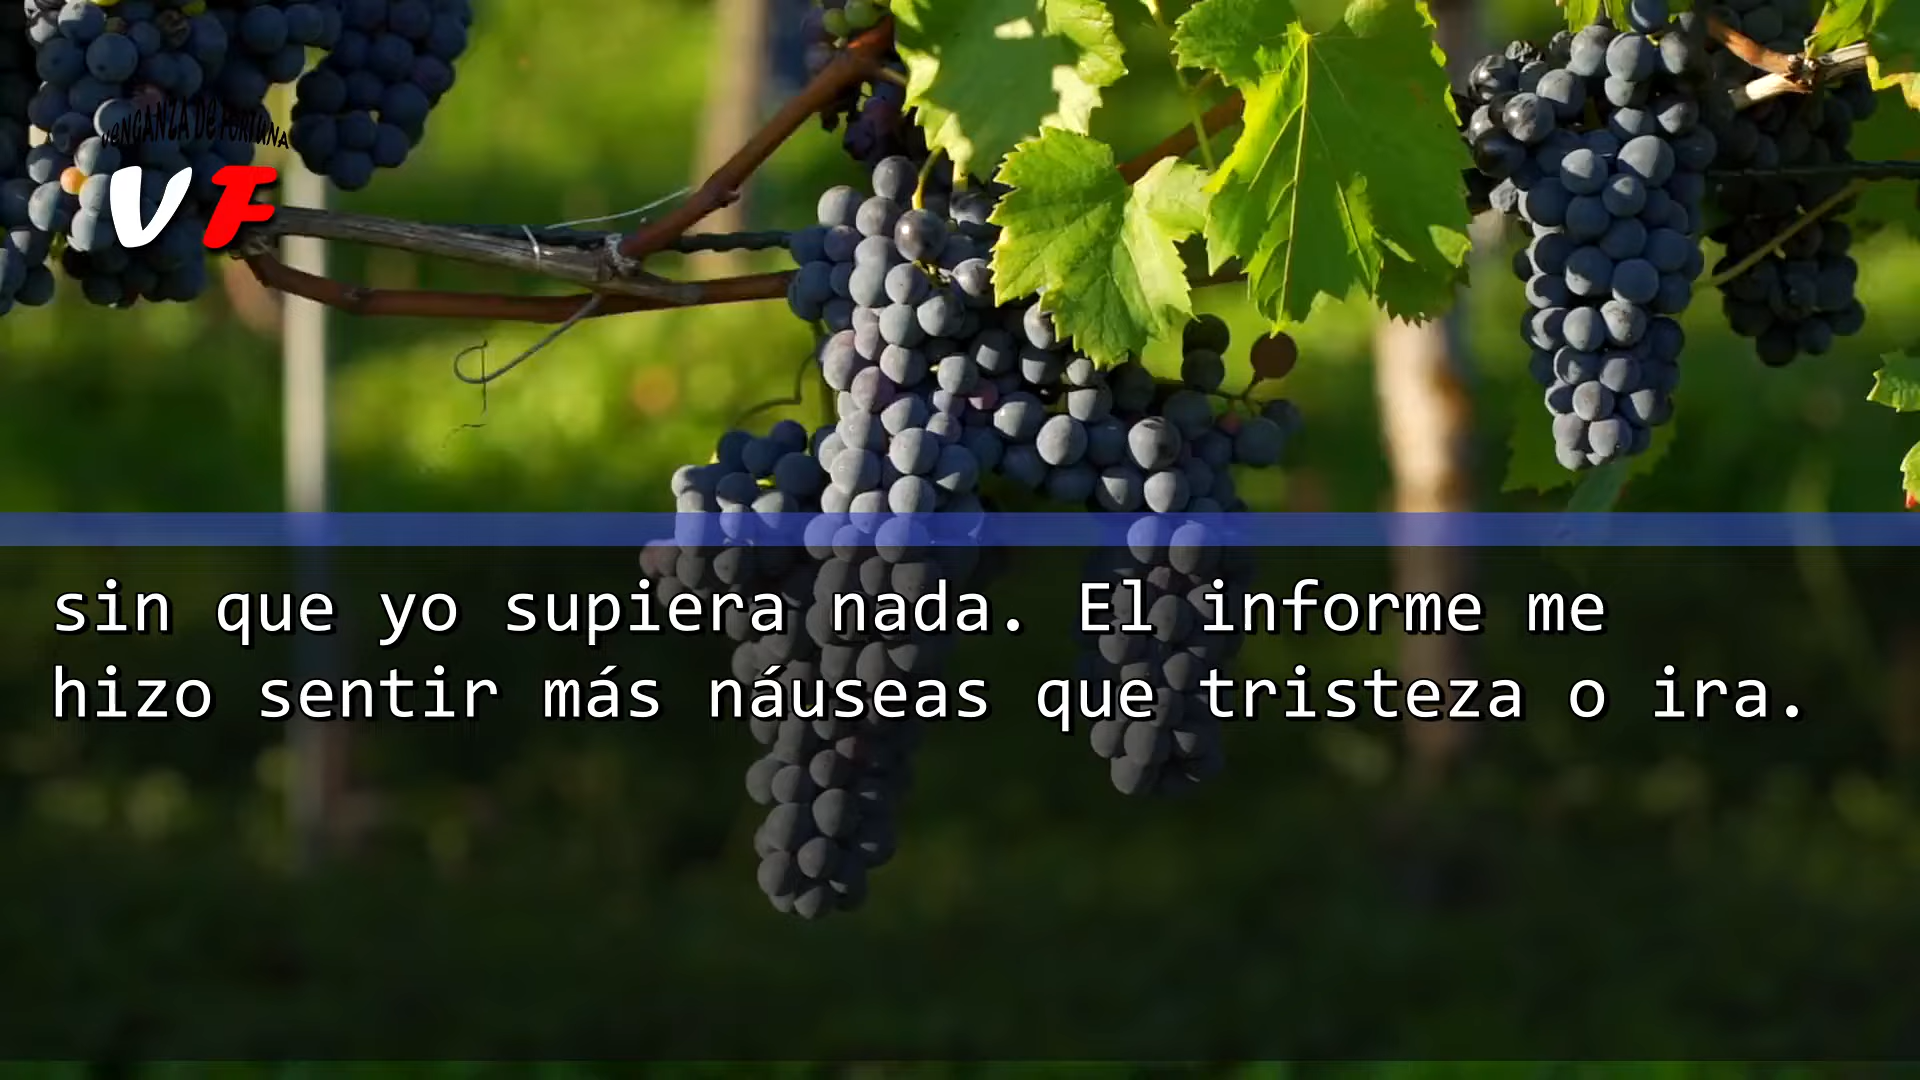 VENGANZA DE FORTUNA
VF
sin que yo supiera nada. El informe me
hizo sentir más náuseas que tristeza o ira.